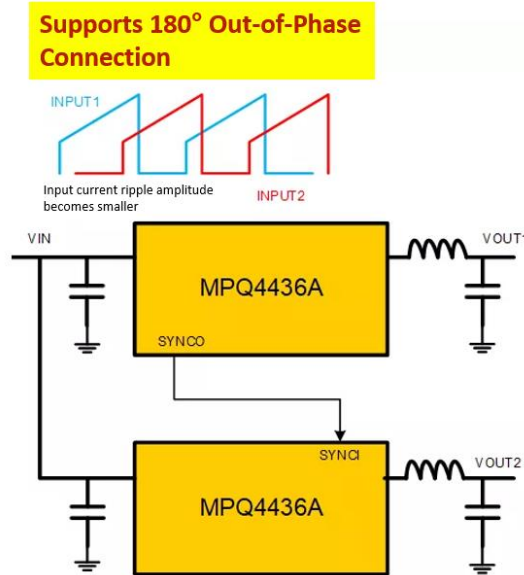 Supports 180° Out-of-Phase
Connection
INPUT1
Input current ripple amplitude
becomes smaller
INPUT2
VIN
VOUT1
MPQ4436A
SYNCO
SYNCI
VOUT2
MPQ4436A